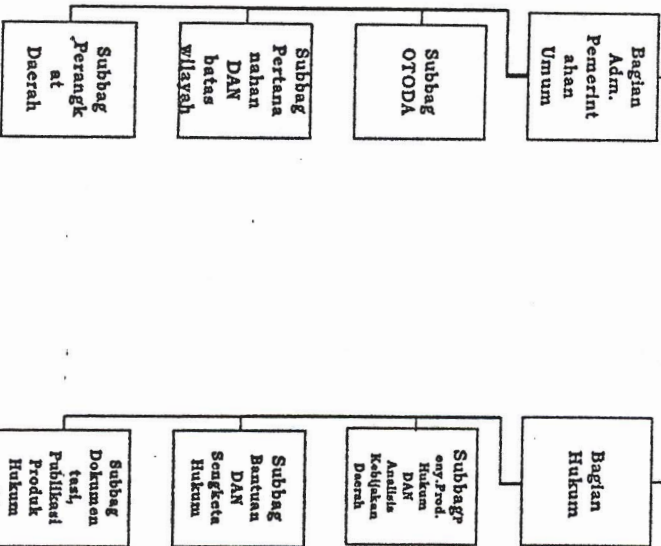 Bagian
Adm.
Pemerint
ahan
Umum
Subbag
OTODA
Subbag
Pertana
nahan
DAN
batas
wilayah
Subbag
Perangk
at
Daerah
Bagian
Hukum
SubbagP
eny.Prod.
Hukum
DAN
Analisis
Kebijakan
Daerah
Subbag
Bantuan
DAN
Sengketa
Hukum
Subbag
Dokumen
tasi,
Publikasi
Produk
Hukum